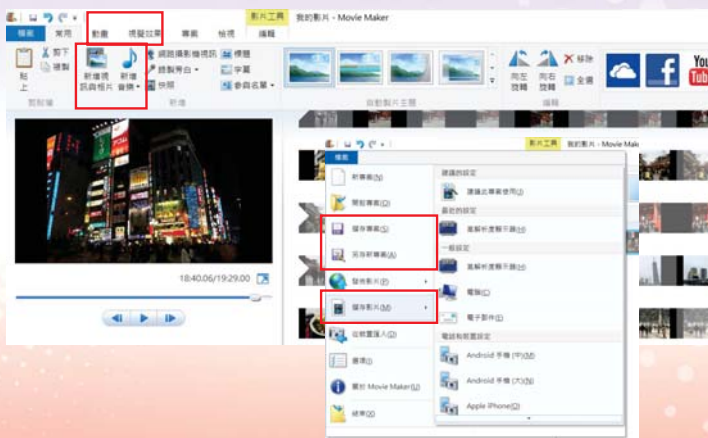 影片工具 我的影片 - Movie Maker
檔案 常用 動畫 視覺效果 專案 檢視 編輯
貼上
剪下
複製
新增視訊與相片
新增音樂
網路攝影機視訊
錄製旁白
快照
標題
字幕
參與名單
向左旋轉
向右旋轉
移除
全選
You
Tube
剪貼簿 新增 自動製片主題 編輯
18:40.06/19:29.00
影片工具 我的影片 - Movie Mak
檔案
新專案(N)
開啟專案(O)
儲存專案(S)
另存新專案(A)
發佈影片(P)
儲存影片(M)
從裝置匯入(D)
選項(I)
關於 Movie Maker(U)
結束(X)
建議的設定
建議此專案使用(J)
最近的設定
高解析度顯示器(H)
一般設定
高解析度顯示器(H)
電腦(C)
電子郵件(E)
電話和裝置設定
Android 手機 (中)(M)
Android 手機 (大)(N)
Apple iPhone(Q)